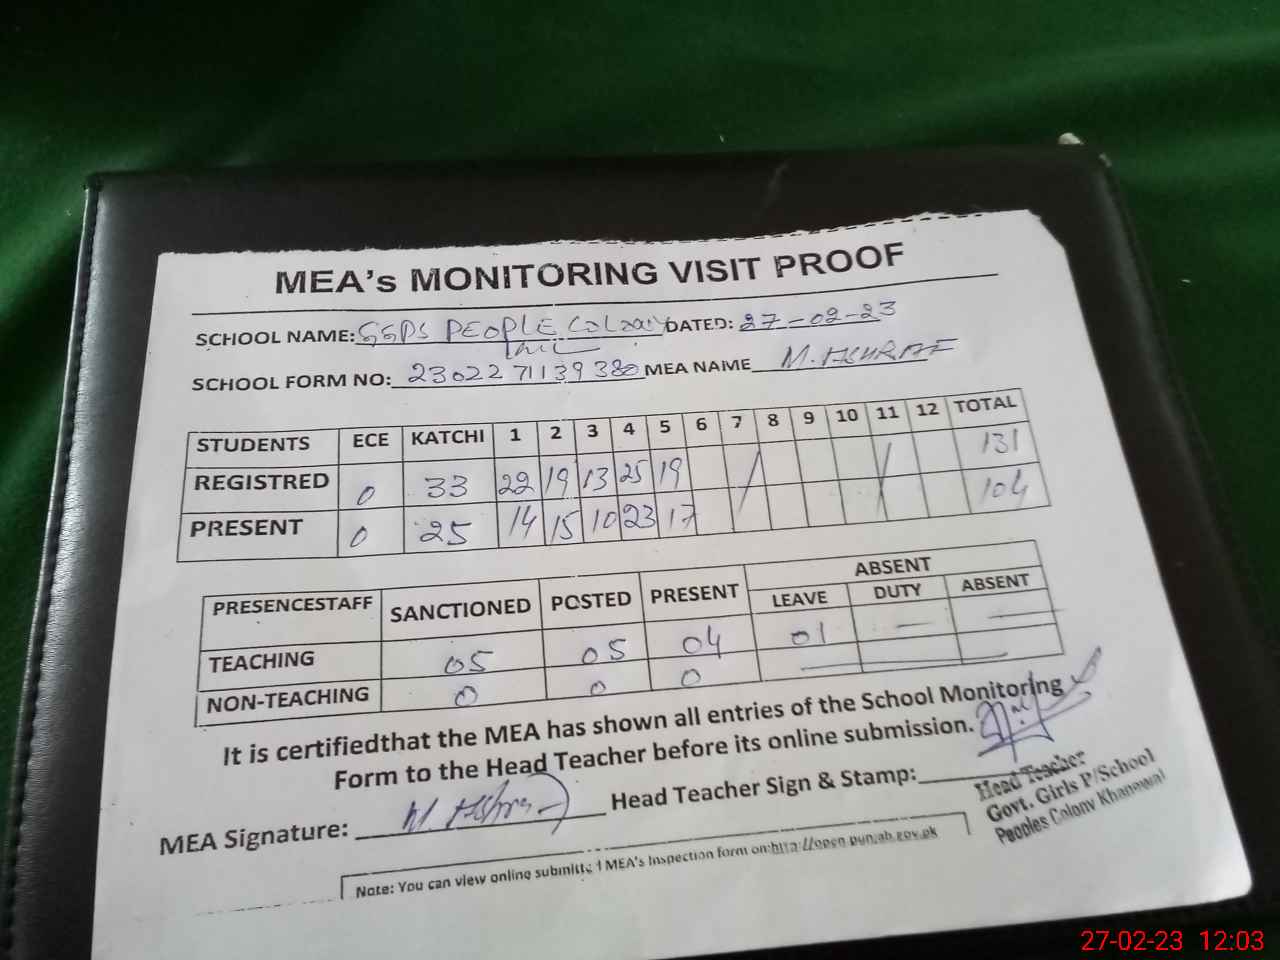 MEA's MONITORING VISIT PROOF
SCHOOL NAME: GGPS PEOPLE Colony DATED: 27-02-23
SCHOOL FORM NO: 2302271139380 MEA NAME M. ASHRAF
STUDENTS ECE KATCHI 1 2 3 4 5 6 7 8 9 10 11 12 TOTAL
REGISTRED 0 33 22 19 13 25 19 / / 131
PRESENT 0 25 14 15 10 23 17 104
ABSENT
PRESENCESTAFF SANCTIONED POSTED PRESENT LEAVE DUTY ABSENT
TEACHING 05 05 04 01 — —
NON-TEACHING 0 0 0 —
It is certifiedthat the MEA has shown all entries of the School Monitoring
Form to the Head Teacher before its online submission.
MEA Signature: M. Ashraf Head Teacher Sign & Stamp:
Head Teacher
Govt. Girls P/School
Peoples Colony Khanewal
Note: You can view online submitted MEA's Inspection form on:http://open.punjab.gov.pk
27-02-23 12:03